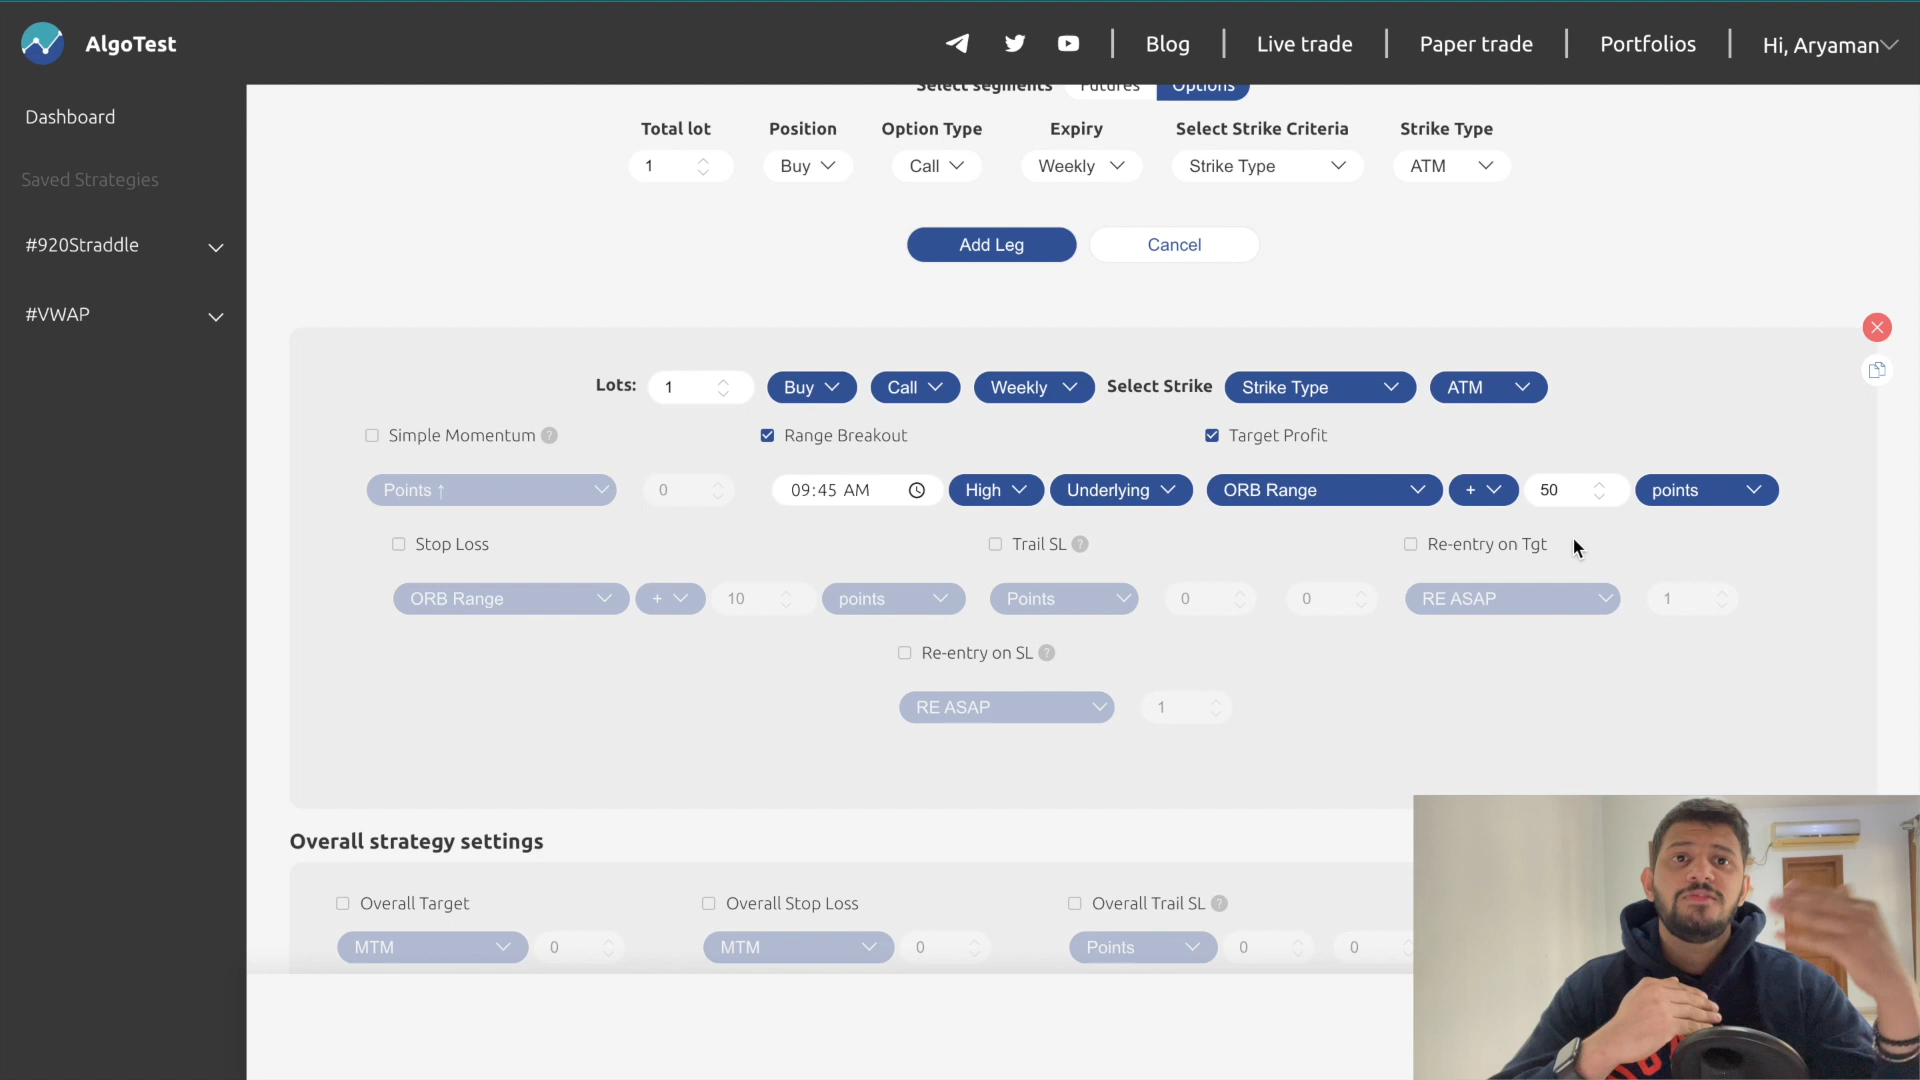 AlgoTest
Blog
Live trade
Paper trade
Portfolios
Hi, Aryaman
Dashboard
Saved Strategies
#920Straddle
#VWAP
Select segments Futures Options
Total lot Position Option Type Expiry Select Strike Criteria Strike Type
1 Buy Call Weekly Strike Type ATM
Add Leg Cancel
Lots: 1 Buy Call Weekly Select Strike Strike Type ATM
Simple Momentum ? Range Breakout Target Profit
Points ↑ 0 09:45 AM High Underlying ORB Range + 50 points
Stop Loss Trail SL ? Re-entry on Tgt
ORB Range + 10 points Points 0 0 RE ASAP 1
Re-entry on SL ?
RE ASAP 1
Overall strategy settings
Overall Target Overall Stop Loss Overall Trail SL ?
MTM 0 MTM 0 Points 0 0